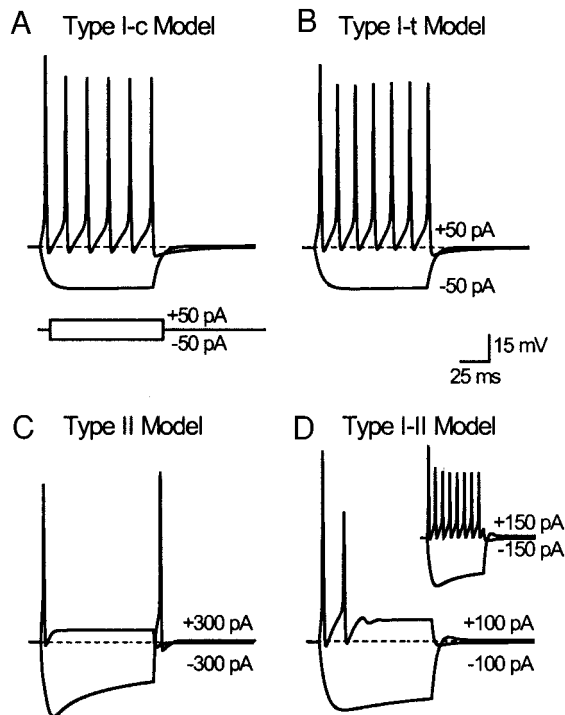 A Type I-c Model
B Type I-t Model
+50 pA
-50 pA
+50 pA
-50 pA
15 mV
25 ms
C Type II Model
D Type I-II Model
+150 pA
-150 pA
+300 pA
-300 pA
+100 pA
-100 pA